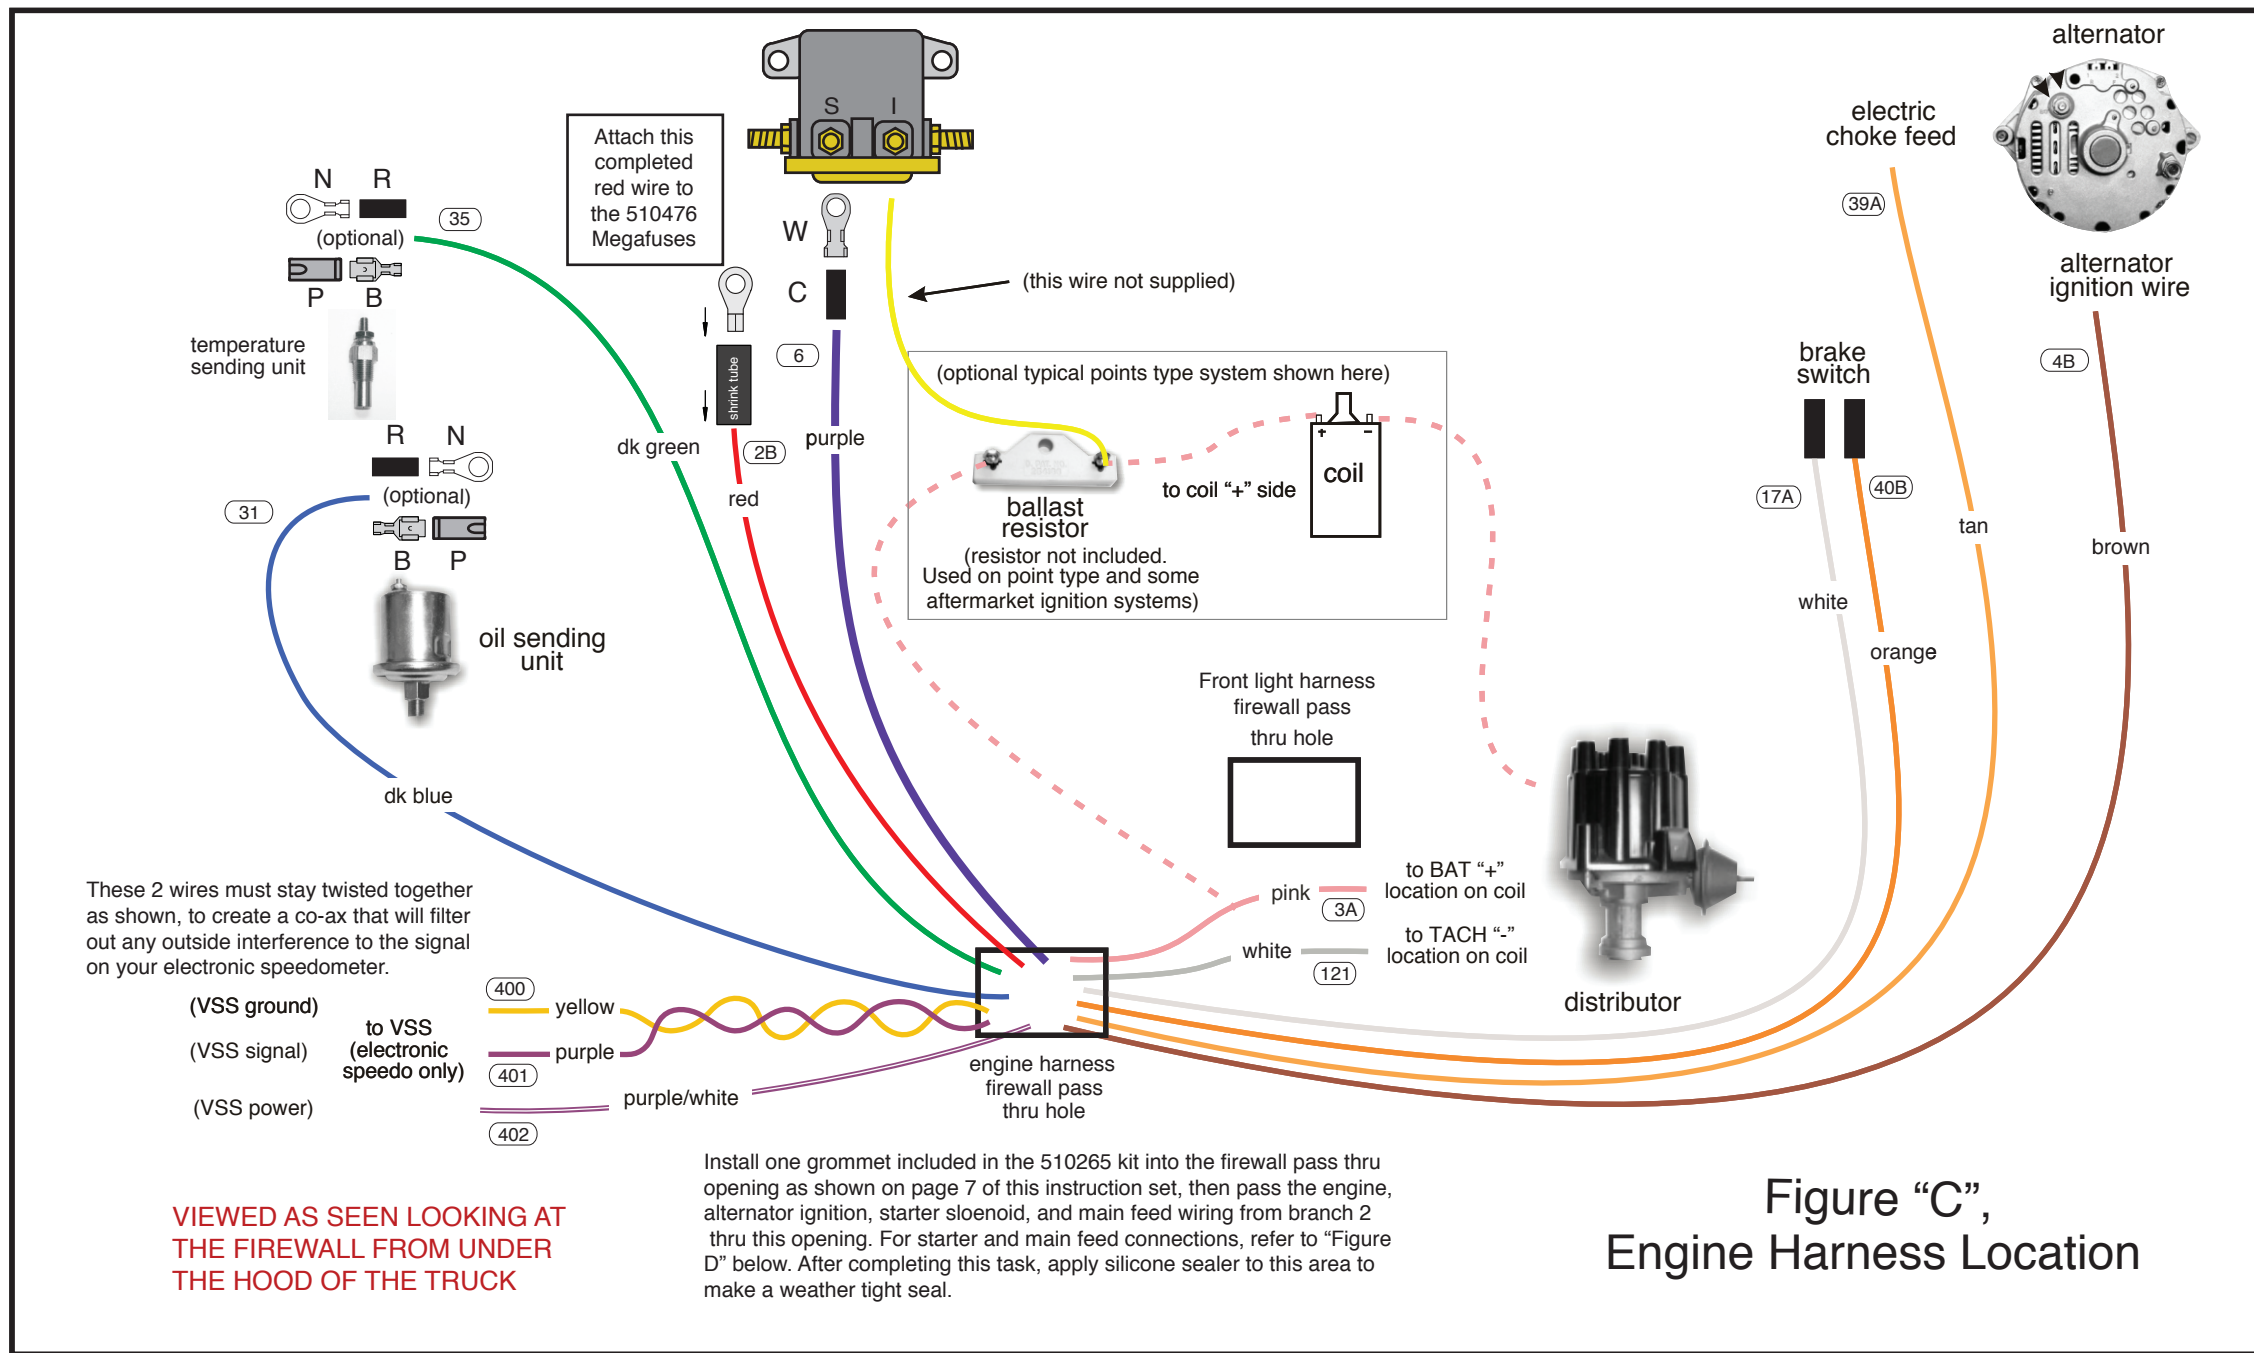 alternator
S I
electric
choke feed
39A
Attach this
completed
red wire to
the 510476
Megafuses
N R
35
(optional)
P B
temperature
sending unit
W
C
6
(this wire not supplied)
alternator
ignition wire
4B
brake
switch
shrink tube
2B
red
purple
dk green
(optional typical points type system shown here)
+ -
coil
to coil “+” side
ballast
resistor
(resistor not included.
Used on point type and some
aftermarket ignition systems)
17A
40B
tan
brown
white
orange
R N
(optional)
31
B P
oil sending
unit
dk blue
Front light harness
firewall pass
thru hole
These 2 wires must stay twisted together
as shown, to create a co-ax that will filter
out any outside interference to the signal
on your electronic speedometer.
pink
3A
to BAT “+”
location on coil
white
121
to TACH “-”
location on coil
distributor
(VSS ground)
400
yellow
(VSS signal)
to VSS
(electronic
speedo only)
purple
401
(VSS power)
purple/white
402
engine harness
firewall pass
thru hole
Install one grommet included in the 510265 kit into the firewall pass thru
opening as shown on page 7 of this instruction set, then pass the engine,
alternator ignition, starter sloenoid, and main feed wiring from branch 2
thru this opening. For starter and main feed connections, refer to “Figure
D” below. After completing this task, apply silicone sealer to this area to
make a weather tight seal.
VIEWED AS SEEN LOOKING AT
THE FIREWALL FROM UNDER
THE HOOD OF THE TRUCK
Figure “C”,
Engine Harness Location